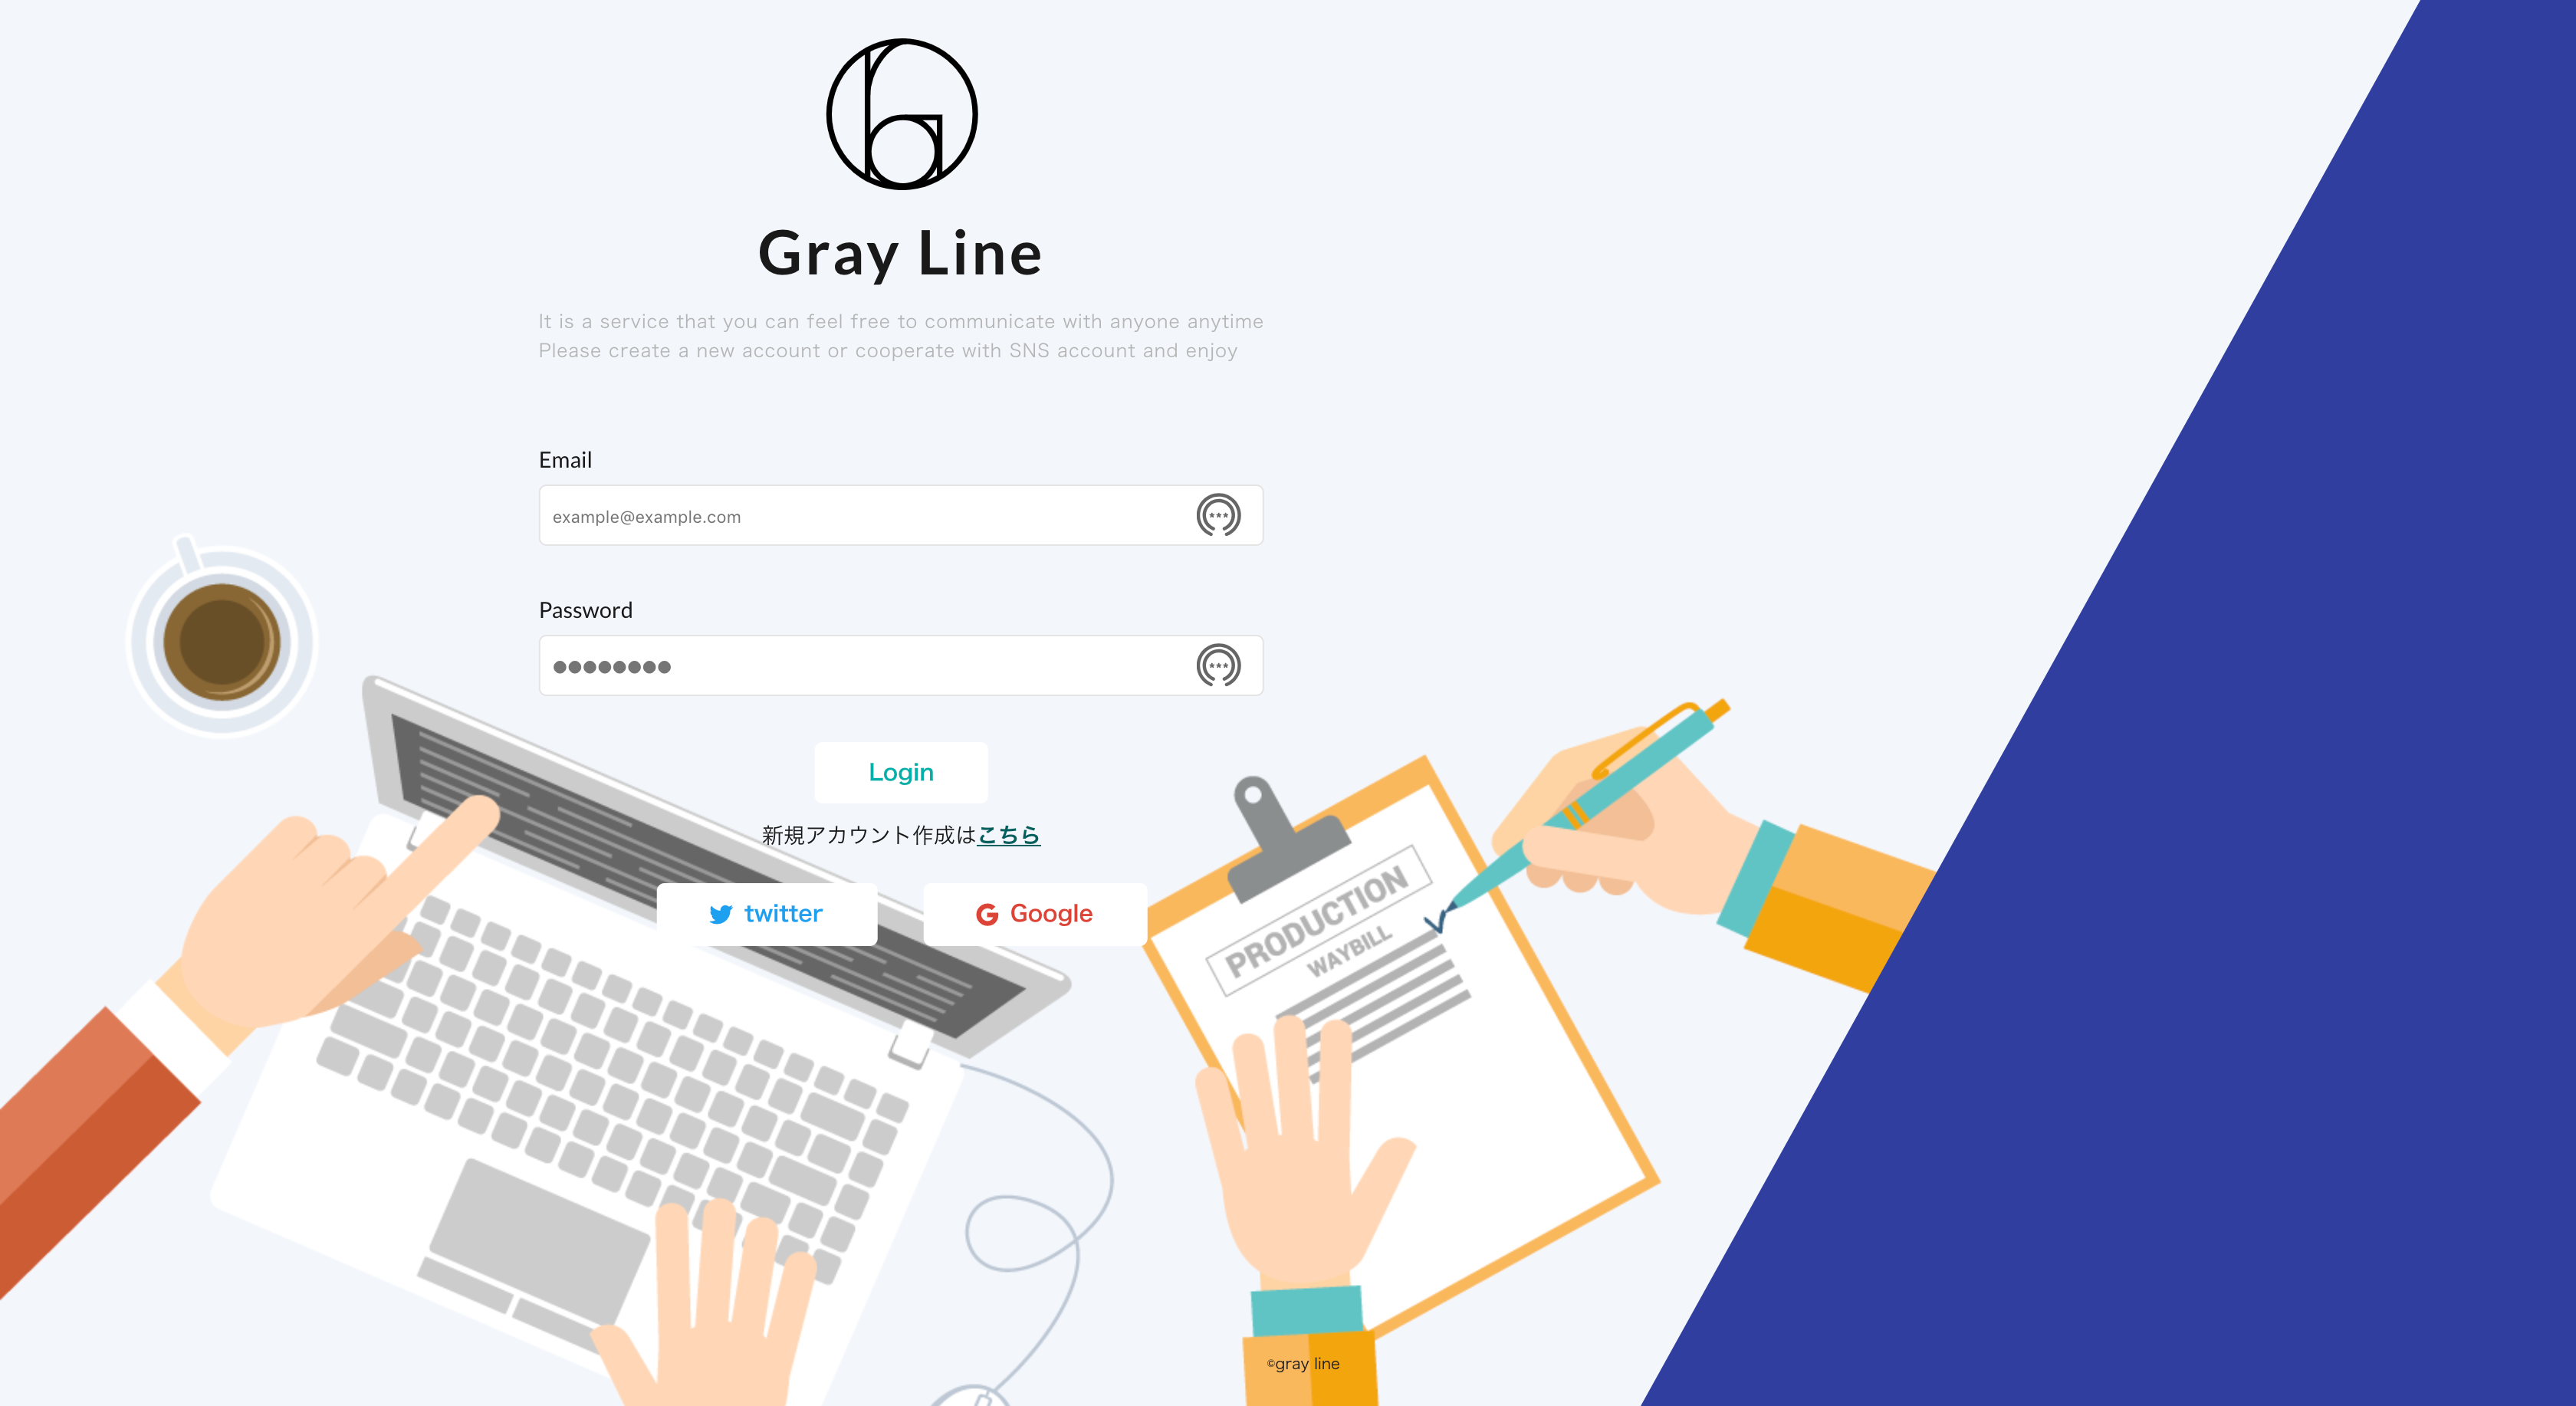 Gray Line
It is a service that you can feel free to communicate with anyone anytime
Please create a new account or cooperate with SNS account and enjoy
Email
example@example.com
Password
Login
新規アカウント作成はこちら
twitter
Google
PRODUCTION
WAYBILL
©gray line